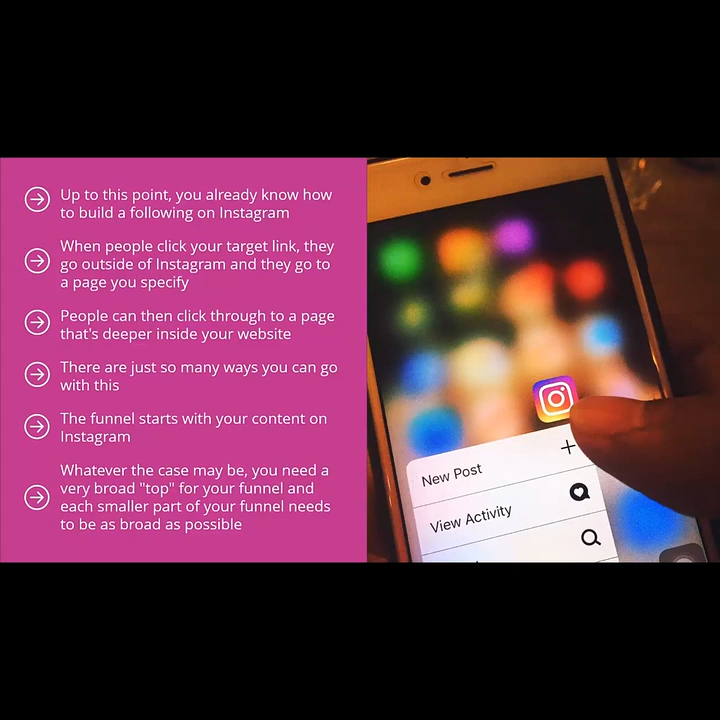 Up to this point, you already know how
to build a following on Instagram
When people click your target link, they
go outside of Instagram and they go to
a page you specify
People can then click through to a page
that's deeper inside your website
There are just so many ways you can go
with this
The funnel starts with your content on
Instagram
Whatever the case may be, you need a
very broad "top" for your funnel and
each smaller part of your funnel needs
to be as broad as possible
New Post
View Activity